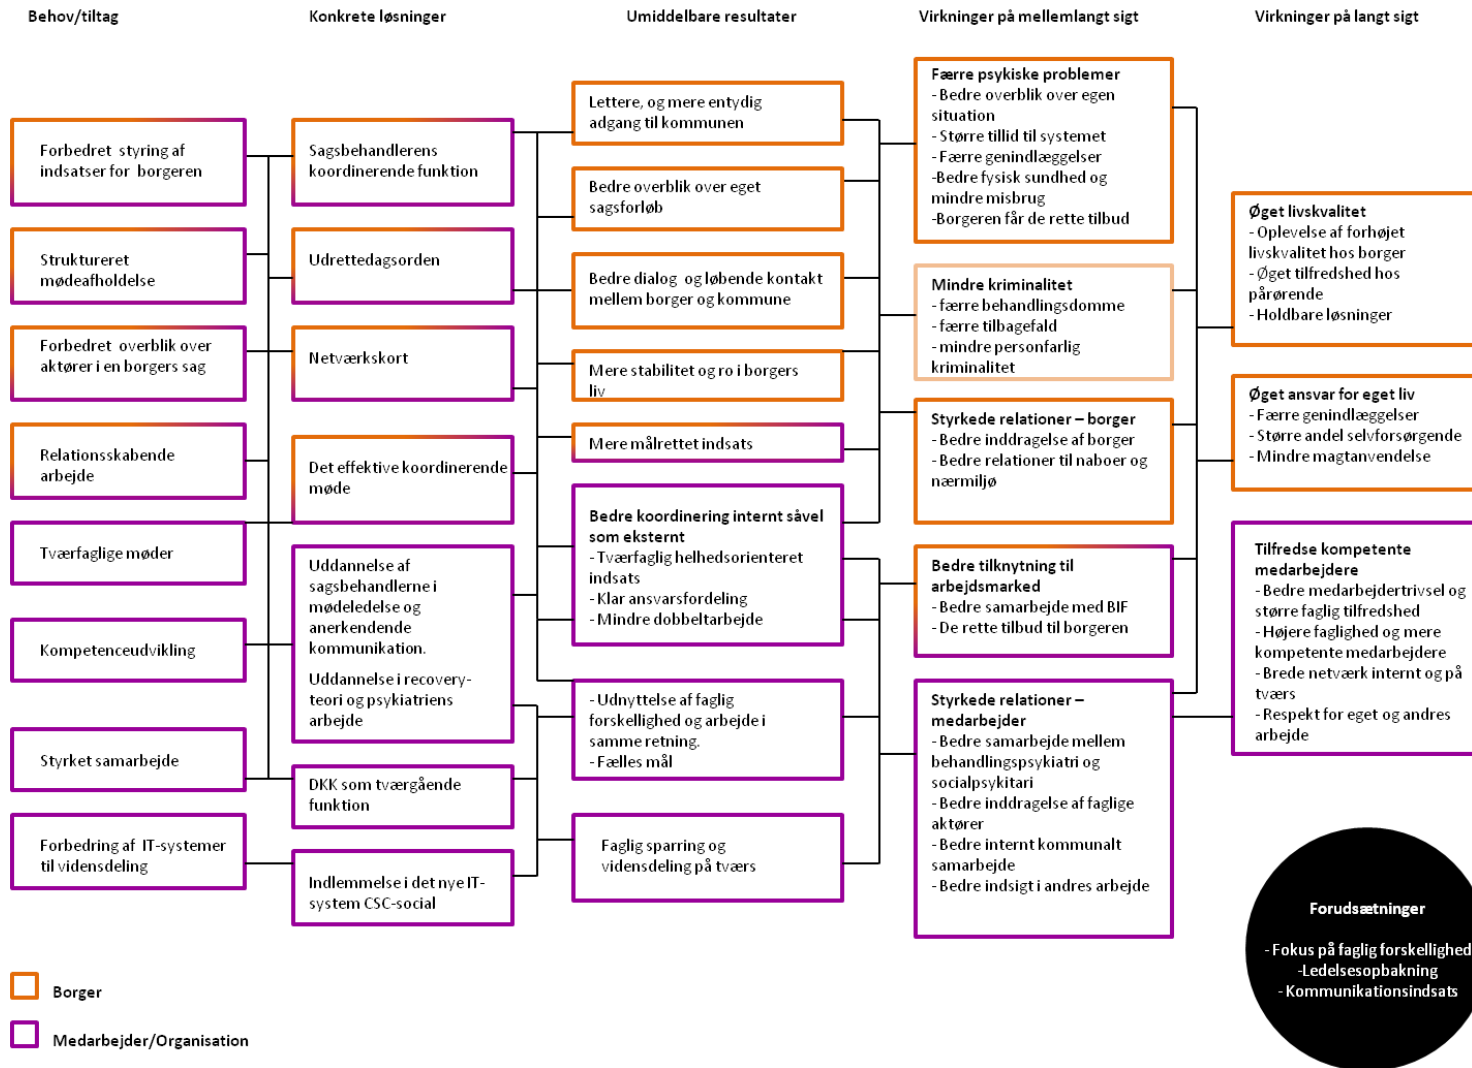 Behov/tiltag
Konkrete løsninger
Umiddelbare resultater
Virkninger på mellemlangt sigt
Virkninger på langt sigt
Forbedret styring af
indsatser for borgeren
Struktureret
mødeafholdelse
Forbedret overblik over
aktører i en borgers sag
Relationsskabende
arbejde
Tværfaglige møder
Kompetenceudvikling
Styrket samarbejde
Forbedring af IT-systemer
til vidensdeling
Sagsbehandlerens
koordinerende funktion
Udrettedagsorden
Netværkskort
Det effektive koordinerende
møde
Uddannelse af
sagsbehandlerne i
mødeledelse og
anerkendende
kommunikation.
Uddannelse i recovery-
teori og psykiatriens
arbejde
DKK som tværgående
funktion
Indlemmelse i det nye IT-
system CSC-social
Lettere, og mere entydig
adgang til kommunen
Bedre overblik over eget
sagsforløb
Bedre dialog og løbende kontakt
mellem borger og kommune
Mere stabilitet og ro i borgers
liv
Mere målrettet indsats
Bedre koordinering internt såvel
som eksternt
- Tværfaglig helhedsorienteret
indsats
- Klar ansvarsfordeling
- Mindre dobbeltarbejde
- Udnyttelse af faglig
forskellighed og arbejde i
samme retning.
- Fælles mål
Faglig sparring og
vidensdeling på tværs
Færre psykiske problemer
- Bedre overblik over egen
situation
- Større tillid til systemet
- Færre genindlæggelser
-Bedre fysisk sundhed og
mindre misbrug
-Borgeren får de rette tilbud
Mindre kriminalitet
- færre behandlingsdomme
- færre tilbagefald
- mindre personfarlig
kriminalitet
Styrkede relationer – borger
- Bedre inddragelse af borger
- Bedre relationer til naboer og
nærmiljø
Bedre tilknytning til
arbejdsmarked
- Bedre samarbejde med BIF
- De rette tilbud til borgeren
Styrkede relationer –
medarbejder
- Bedre samarbejde mellem
behandlingspsykiatri og
socialpsykitari
- Bedre inddragelse af faglige
aktører
- Bedre internt kommunalt
samarbejde
- Bedre indsigt i andres arbejde
Øget livskvalitet
- Oplevelse af forhøjet
livskvalitet hos borger
- Øget tilfredshed hos
pårørende
- Holdbare løsninger
Øget ansvar for eget liv
- Færre genindlæggelser
- Større andel selvforsørgende
- Mindre magtanvendelse
Tilfredse kompetente
medarbejdere
- Bedre medarbejdertrivsel og
større faglig tilfredshed
- Højere faglighed og mere
kompetente medarbejdere
- Brede netværk internt og på
tværs
- Respekt for eget og andres
arbejde
Forudsætninger
- Fokus på faglig forskellighed
-Ledelsesopbakning
- Kommunikationsindsats
Borger
Medarbejder/Organisation